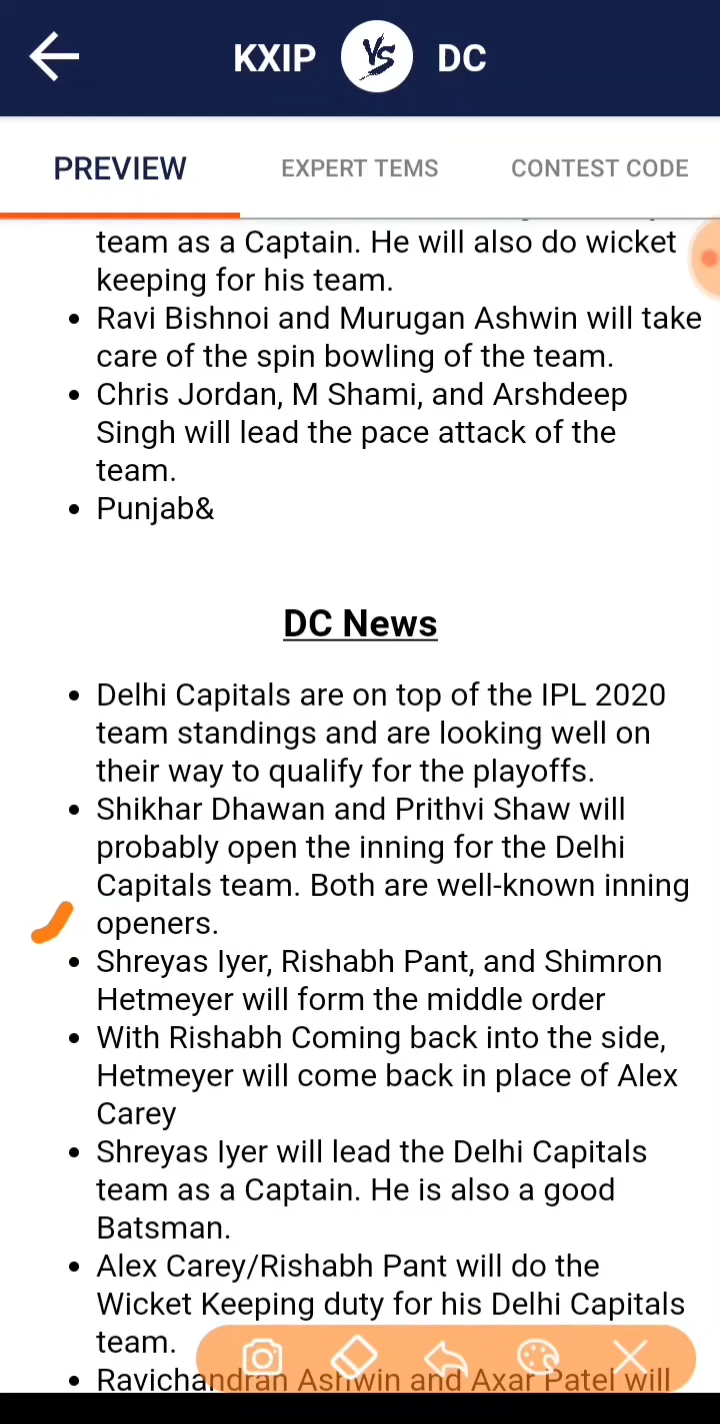 KXIP VS DC
PREVIEW EXPERT TEMS CONTEST CODE
team as a Captain. He will also do wicket
keeping for his team.
• Ravi Bishnoi and Murugan Ashwin will take
care of the spin bowling of the team.
• Chris Jordan, M Shami, and Arshdeep
Singh will lead the pace attack of the
team.
• Punjab&
DC News
• Delhi Capitals are on top of the IPL 2020
team standings and are looking well on
their way to qualify for the playoffs.
• Shikhar Dhawan and Prithvi Shaw will
probably open the inning for the Delhi
Capitals team. Both are well-known inning
openers.
• Shreyas Iyer, Rishabh Pant, and Shimron
Hetmeyer will form the middle order
• With Rishabh Coming back into the side,
Hetmeyer will come back in place of Alex
Carey
• Shreyas Iyer will lead the Delhi Capitals
team as a Captain. He is also a good
Batsman.
• Alex Carey/Rishabh Pant will do the
Wicket Keeping duty for his Delhi Capitals
team.
• Ravichandran Ashwin and Axar Patel will